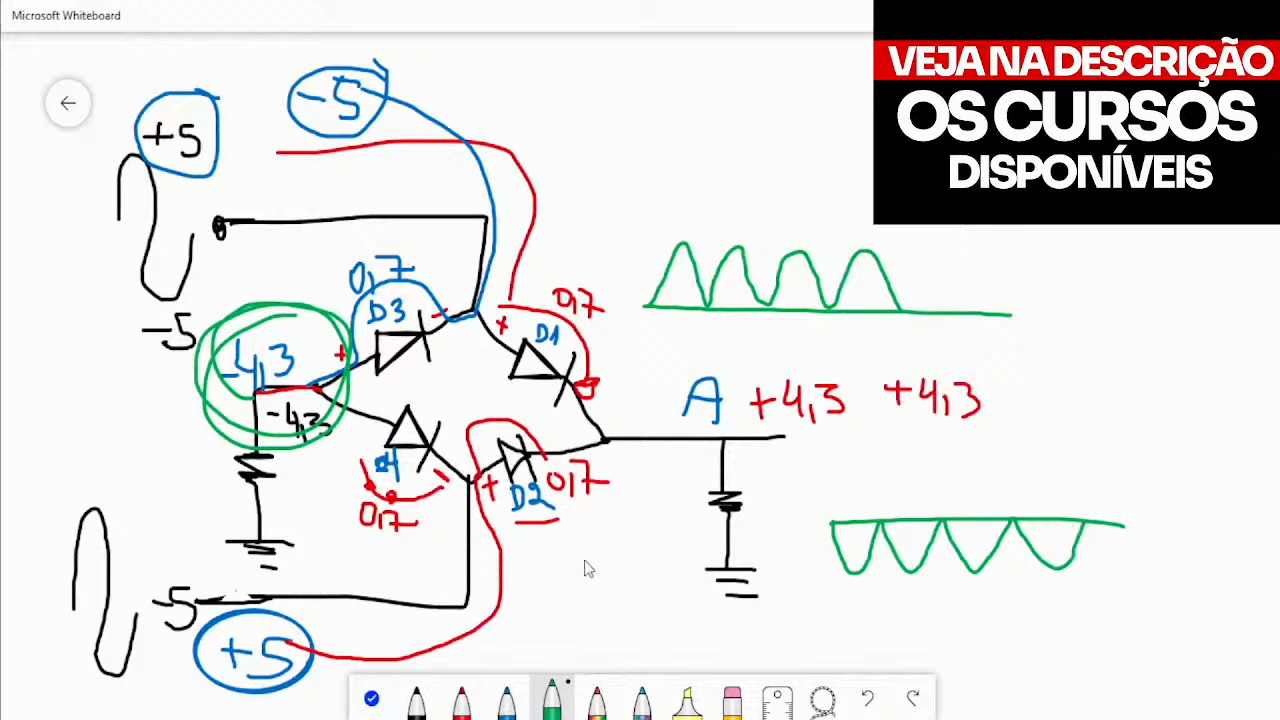 Microsoft Whiteboard
VEJA NA DESCRIÇÃO
OS CURSOS
DISPONÍVEIS
-5
+5
-5
0,7
D3
-
+
0,7
+
D1
-4,3
+
-4,3
A +4,3 +4,3
D4
-
0,7
+
D2
0,7
-5
+5